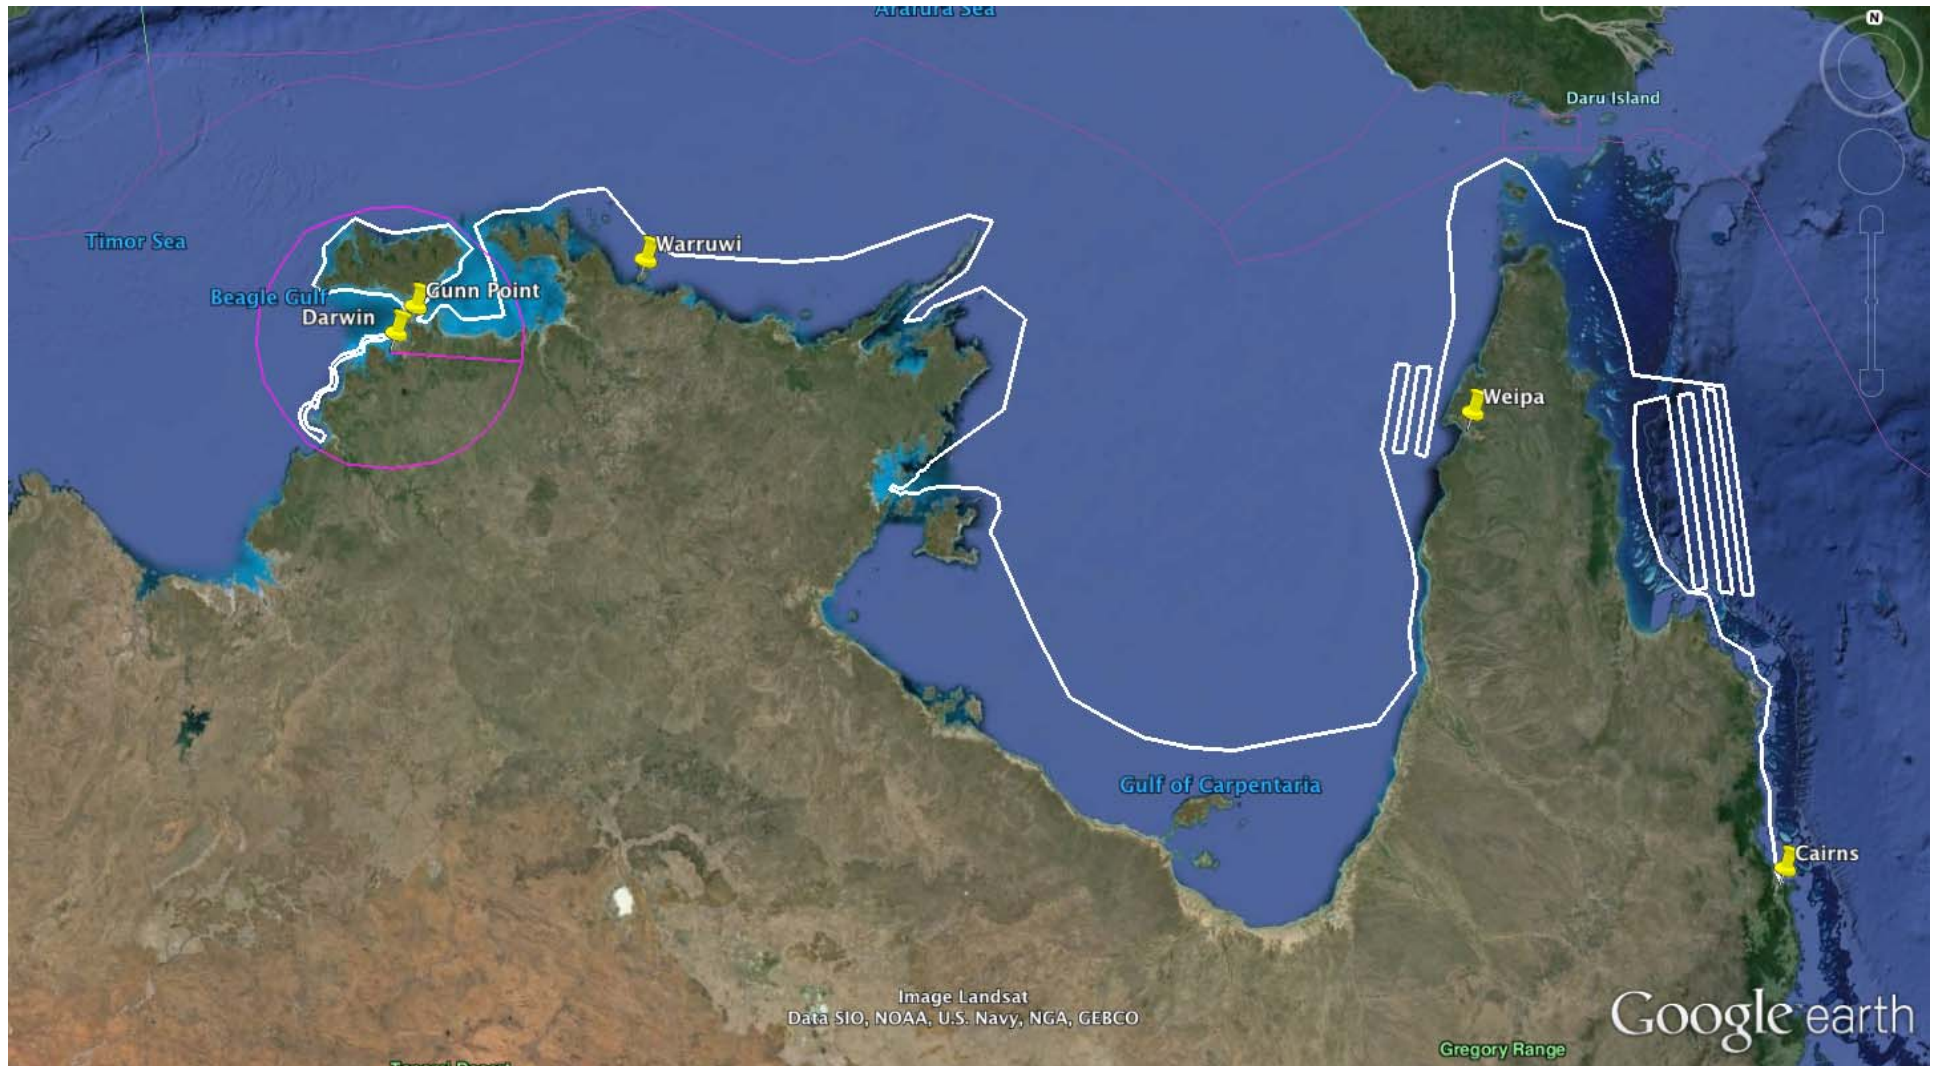 Arafura Sea
N
Daru Island
Timor Sea
Warruwi
Beagle Gulf
Gunn Point
Darwin
Weipa
Gulf of Carpentaria
Cairns
Image Landsat
Data SIO, NOAA, U.S. Navy, NGA, GEBCO
Google earth
Gregory Range